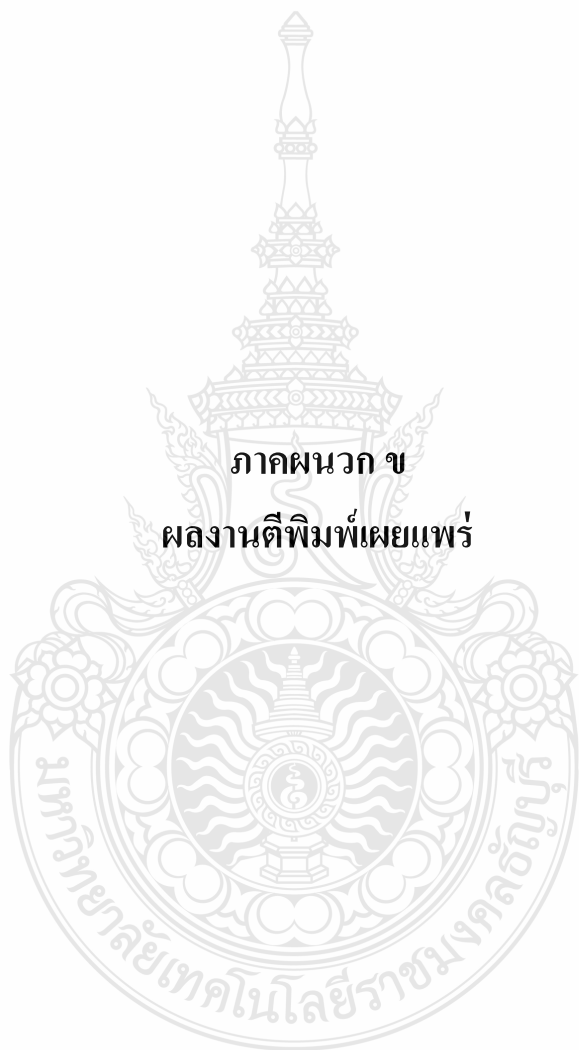 ภาคผนวก ข
ผลงานตีพิมพ์เผยแพร่
มหาวิทยาลัยเทคโนโลยีราชมงคลธัญบุรี